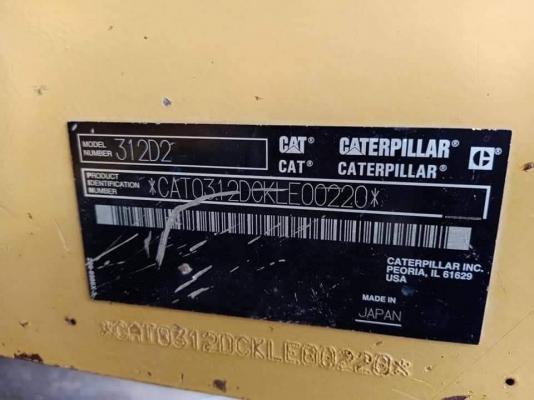 MODEL NUMBER 312D2
CAT® CATERPILLAR® C
CAT® CATERPILLAR®
PRODUCT IDENTIFICATION NUMBER *CAT0312DCKLE00220*
CATERPILLAR INC.
PEORIA, IL 61629
USA
MADE IN
JAPAN
*CAT0312DCKLE00220*